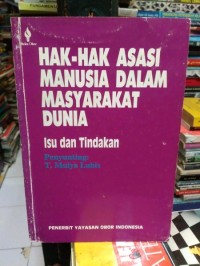 HAK-HAK ASASI
MANUSIA DALAM
MASYARAKAT
DUNIA
Isu dan Tindakan
Penyunting:
T. Mulya Lubis
PENERBIT YAYASAN OBOR INDONESIA